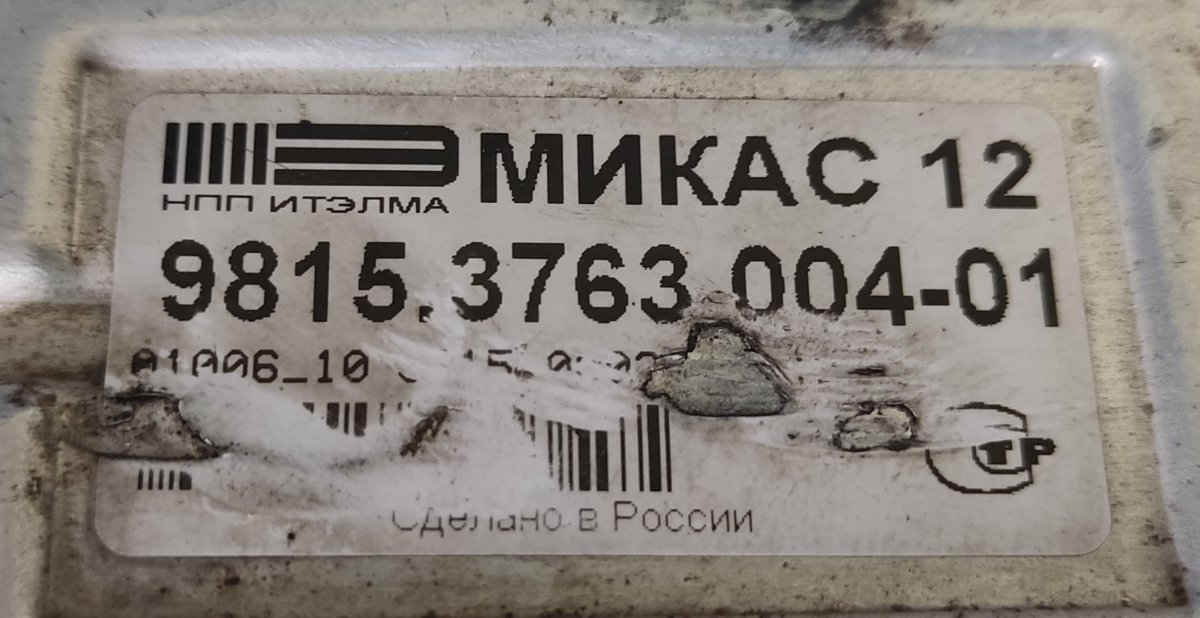 НПП ИТЭЛМА
МИКАС 12
9815.3763.004-01
Сделано в России